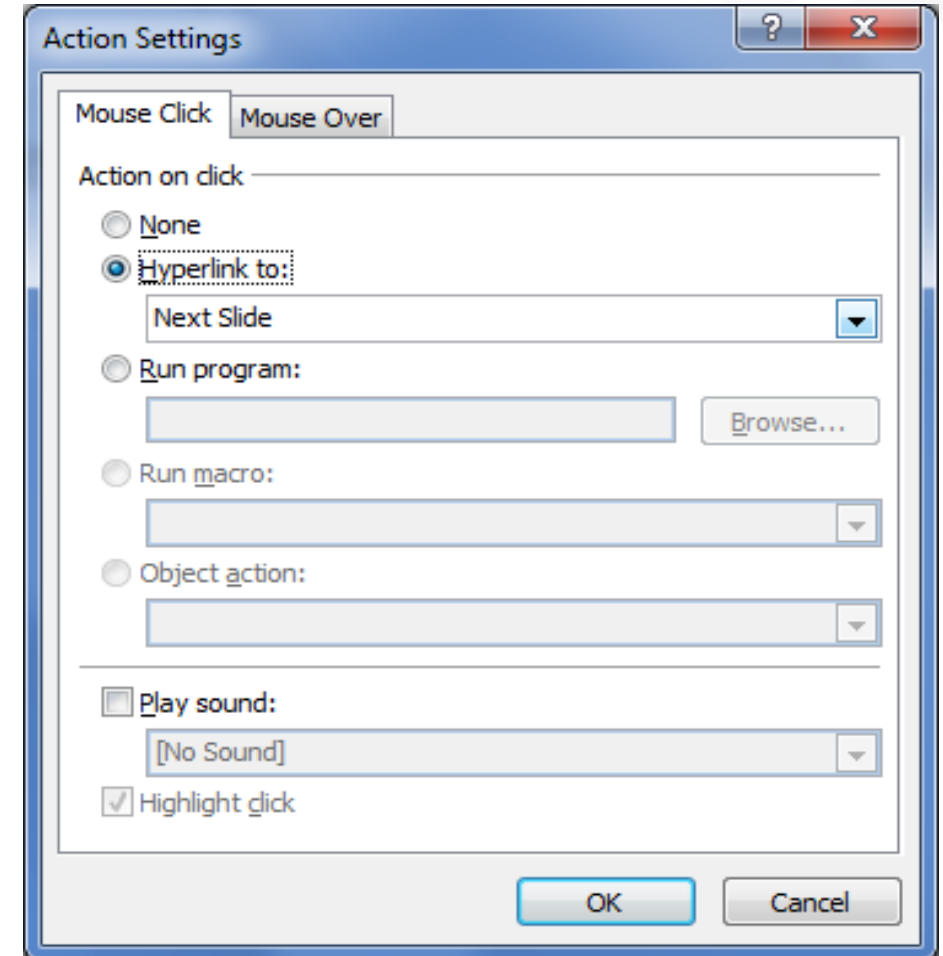 Action Settings
?
Mouse Click Mouse Over
Action on click
None
Hyperlink to:
Next Slide
Run program:
Browse...
Run macro:
Object action:
Play sound:
[No Sound]
Highlight click
OK Cancel